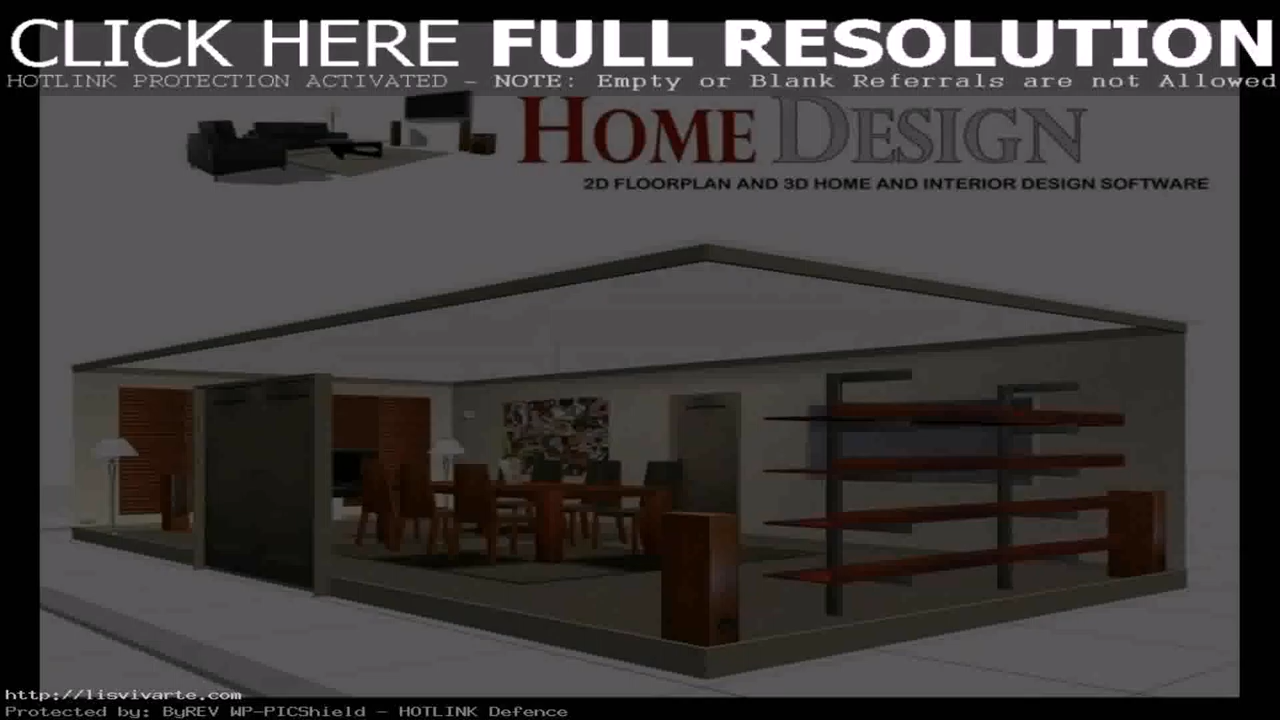 CLICK HERE FULL RESOLUTION
HOTLINK PROTECTION ACTIVATED – NOTE: Empty or Blank Referrals are not Allowed
HOME DESIGN
2D FLOORPLAN AND 3D HOME AND INTERIOR DESIGN SOFTWARE
http://lisvivarte.com
Protected by: ByREV WP-PICShield – HOTLINK Defence